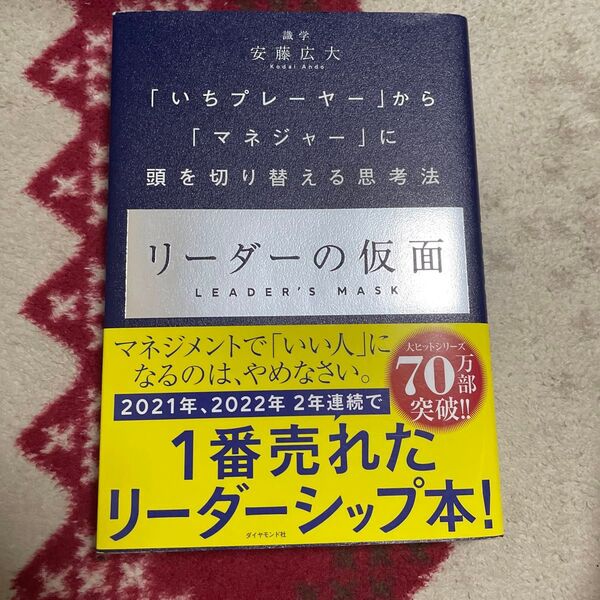 識学
安藤広大
Kodai Ando
「いちプレーヤー」から
「マネジャー」に
頭を切り替える思考法
リーダーの仮面
LEADER'S MASK
マネジメントで「いい人」に
なるのは、やめなさい。
大ヒットシリーズ
70万部
突破!!
2021年、2022年 2年連続で
1番売れた
リーダーシップ本!
ダイヤモンド社